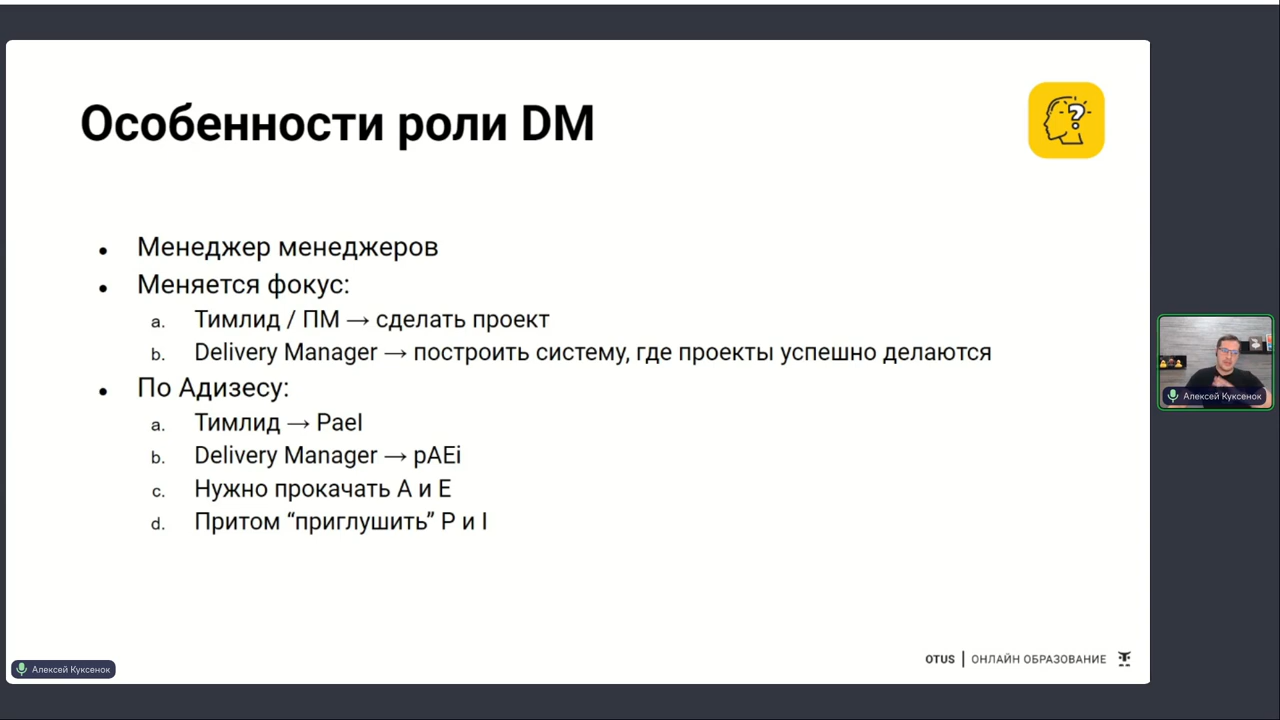 Особенности роли DM
• Менеджер менеджеров
• Меняется фокус:
a. Тимлид / ПМ → сделать проект
b. Delivery Manager → построить систему, где проекты успешно делаются
• По Адизесу:
a. Тимлид → PaeI
b. Delivery Manager → pAEi
c. Нужно прокачать А и Е
d. Притом “приглушить” P и I
Алексей Куксенок
OTUS | ОНЛАЙН ОБРАЗОВАНИЕ
Алексей Куксенок